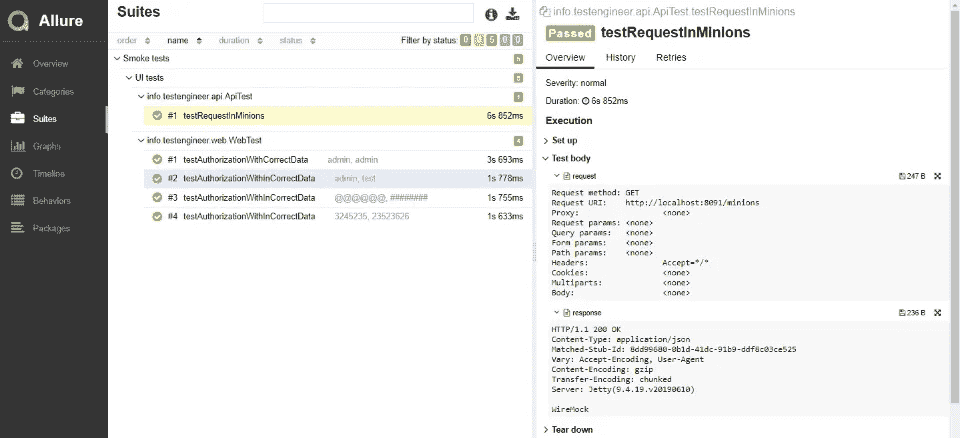 Allure
Overview
Categories
Suites
Graphs
Timeline
Behaviors
Packages
Suites
order name duration status Filter by status: 0 0 5 0 0
Smoke tests 5
UI tests 5
info.testengineer.api.ApiTest 1
#1 testRequestInMinions 6s 852ms
info.testengineer.web.WebTest 4
#1 testAuthorizationWithCorrectData admin, admin 3s 693ms
#2 testAuthorizationWithInCorrectData admin, test 1s 778ms
#3 testAuthorizationWithInCorrectData @@@@@@, ######## 1s 755ms
#4 testAuthorizationWithInCorrectData 3245235, 23523626 1s 633ms
info.testengineer.api.ApiTest.testRequestInMinions
Passed testRequestInMinions
Overview History Retries
Severity: normal
Duration: 6s 852ms
Execution
Set up
Test body
request 247 B
Request method: GET
Request URI: http://localhost:8091/minions
Proxy: <none>
Request params: <none>
Query params: <none>
Form params: <none>
Path params: <none>
Headers: Accept=*/*
Cookies: <none>
Multiparts: <none>
Body: <none>
response 236 B
HTTP/1.1 200 OK
Content-Type: application/json
Matched-Stub-Id: 8dd99680-0b1d-41dc-91b9-ddf8c03ce525
Vary: Accept-Encoding, User-Agent
Content-Encoding: gzip
Transfer-Encoding: chunked
Server: Jetty(9.4.19.v20190610)
WireMock
Tear down